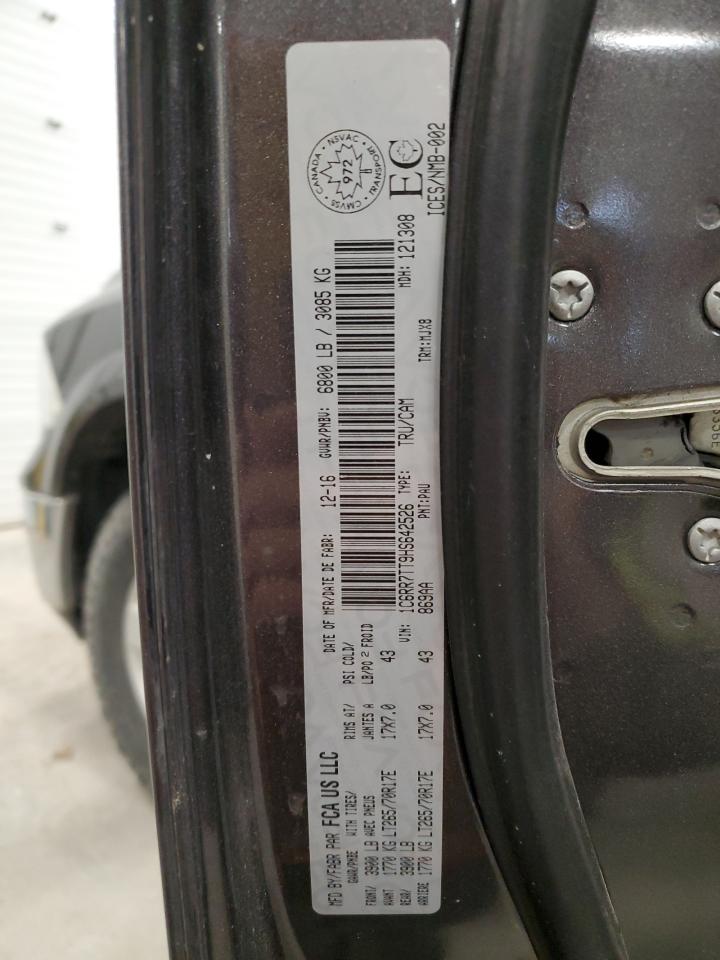 MFD BY/FABR PAR FCA US LLC
DATE OF MFR/DATE DE FABR: 12-16 GVWR/PNBV: 6800 LB / 3085 KG
GAWR/PNBE WITH TIRES/ RIMS AT/ PSI COLD/
FRONT/ 3900 LB AVEC PNEUS JANTES A LB/PO 2 FROID
AVANT 1770 KG LT265/70R17E 17X7.0 43
REAR/ 3900 LB
ARRIERE 1770 KG LT265/70R17E 17X7.0 43
VIN: 1C6RR7TT9HS642526 TYPE: TRU/CAM MDH: 121308
869AA PNT:PAU TRM:MJX8
CANADA • NSVAC • TRANSPORT • CMVSS
972
EC
ICES/NMB-002